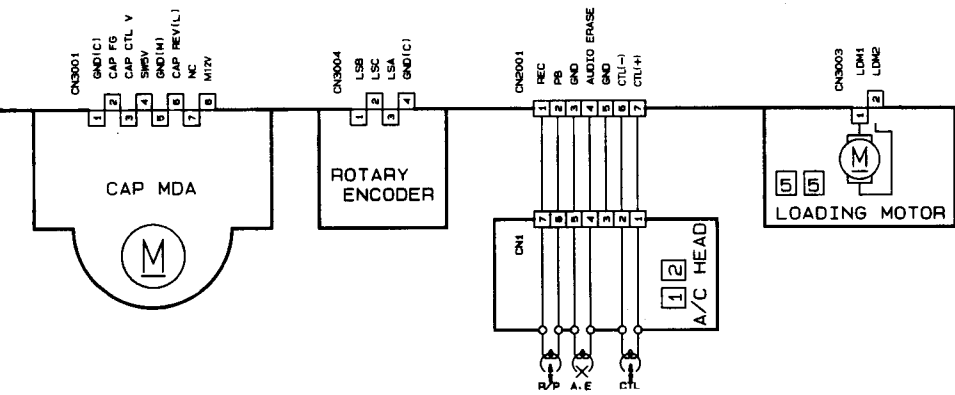 CN3001
GND(C)
CAP FG
CAP CTL V
SW5V
GND(M)
CAP REV(L)
NC
M12V
1 2 3 4 5 6 7 8
CAP MDA
M
CN3004
LSB
LSC
LSA
GND(C)
1 2 3 4
ROTARY
ENCODER
CN2001
REC
PB
GND
AUDIO ERASE
GND
CTL(-)
CTL(+)
1 2 3 4 5 6 7
CN1
7 6 5 4 3 2 1
1 2
A/C HEAD
R/P A.E CTL
CN3003
LDM1
LDM2
1 2
M
5 5
LOADING MOTOR